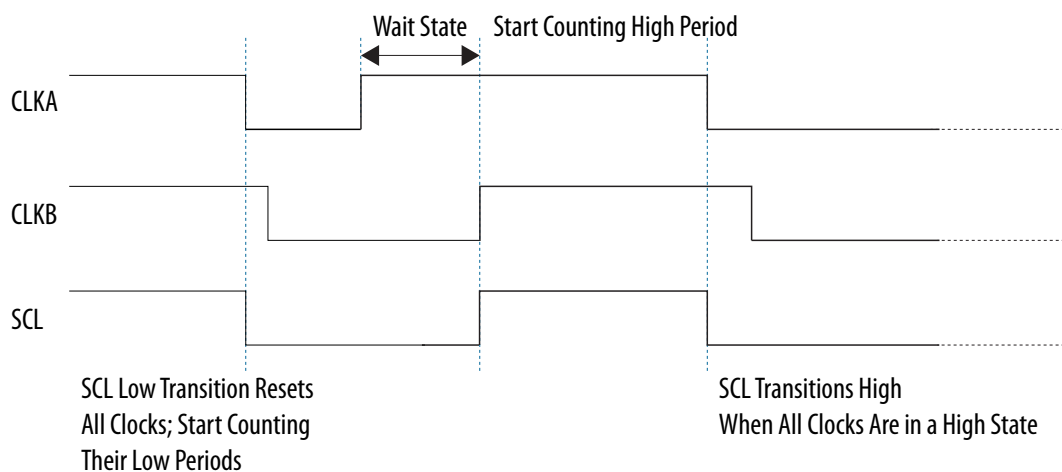 Wait State
Start Counting High Period
CLKA
CLKB
SCL
SCL Low Transition Resets
All Clocks; Start Counting
Their Low Periods
SCL Transitions High
When All Clocks Are in a High State